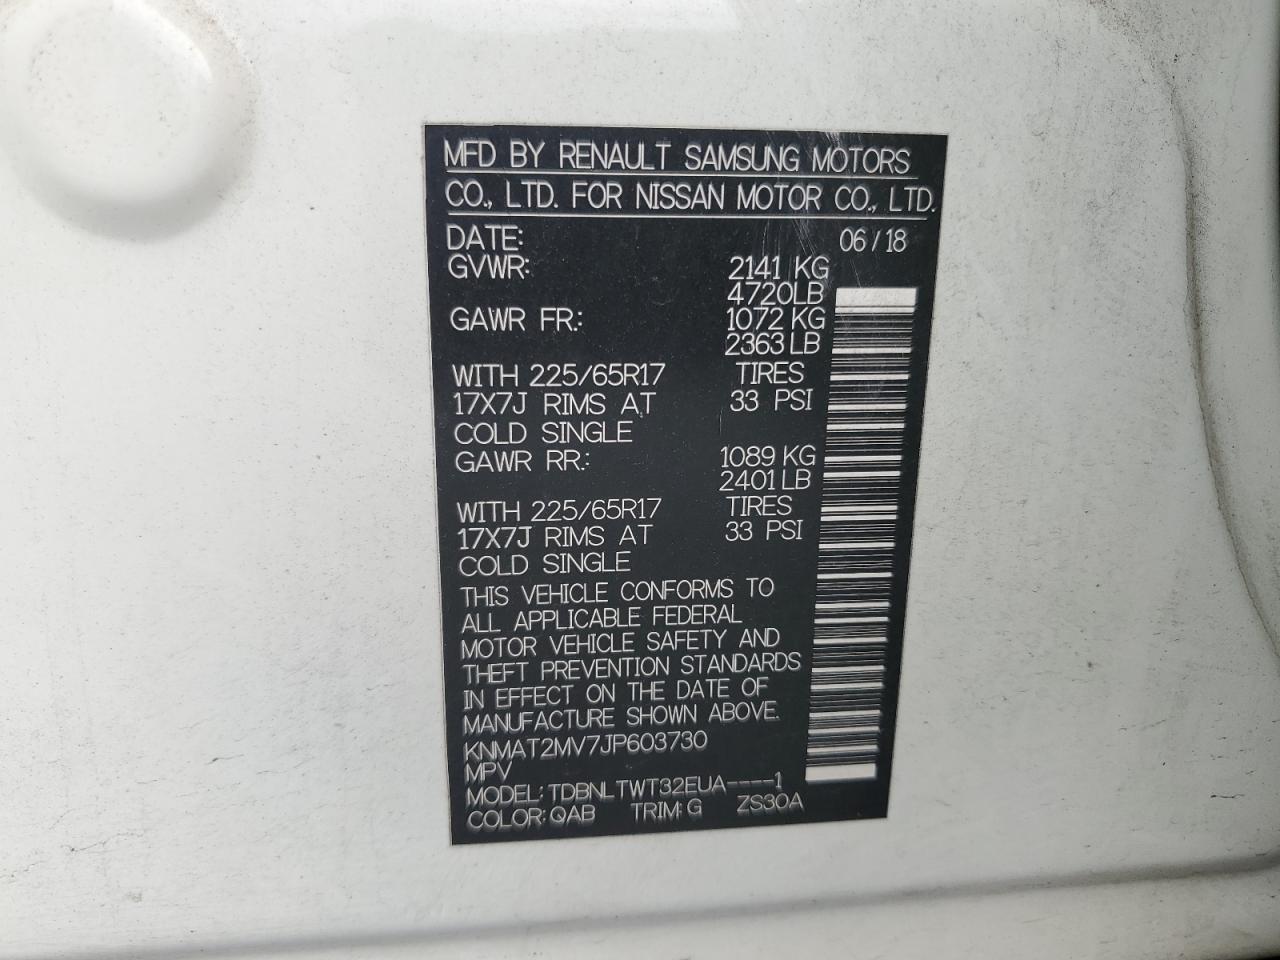 MFD BY RENAULT SAMSUNG MOTORS
CO., LTD. FOR NISSAN MOTOR CO., LTD.
DATE: 06/18
GVWR: 2141 KG
4720LB
GAWR FR.: 1072 KG
2363 LB
WITH 225/65R17 TIRES
17X7J RIMS AT 33 PSI
COLD SINGLE
GAWR RR.: 1089 KG
2401 LB
WITH 225/65R17 TIRES
17X7J RIMS AT 33 PSI
COLD SINGLE
THIS VEHICLE CONFORMS TO
ALL APPLICABLE FEDERAL
MOTOR VEHICLE SAFETY AND
THEFT PREVENTION STANDARDS
IN EFFECT ON THE DATE OF
MANUFACTURE SHOWN ABOVE.
KNMAT2MV7JP603730
MPV
MODEL: TDBNLTWT32EUA----1
COLOR: QAB TRIM: G ZS30A